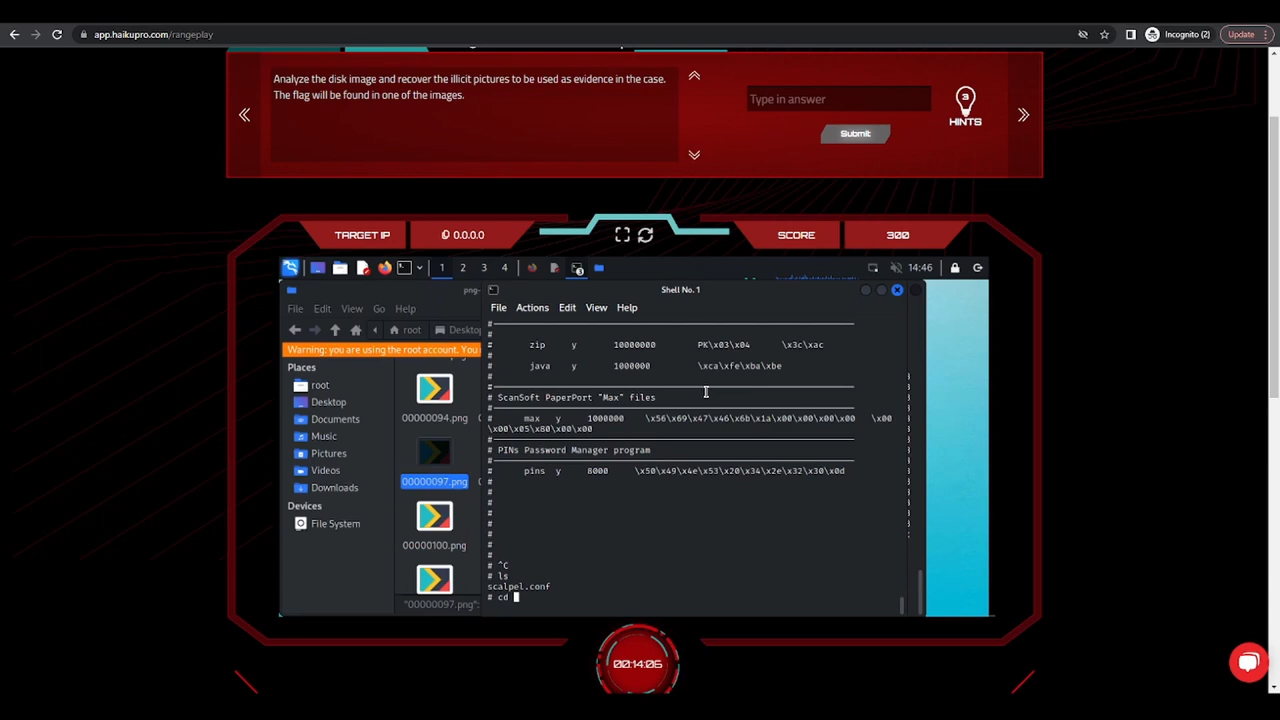 app.haikupro.com/rangeplay
Incognito (2)
Update
Analyze the disk image and recover the illicit pictures to be used as evidence in the case.
The flag will be found in one of the images.
Type in answer
Submit
3
HINTS
TARGET IP
0.0.0.0
SCORE
300
1 2 3 4
14:46
png-
File Edit View Go Help
root
Deskto
Warning: you are using the root account. You
Places
root
Desktop
Documents
Music
Pictures
Videos
Downloads
Devices
File System
00000094.png
00000097.png
00000100.png
"00000097.png":
Shell No. 1
File Actions Edit View Help
#
#
# zip y 10000000 PK\x03\x04 \x3c\xac
#
# java y 1000000 \xca\xfe\xba\xbe
#
#
# ScanSoft PaperPort "Max" files
#
# max y 1000000 \x56\x69\x47\x46\x6b\x1a\x00\x00\x00\x00 \x00
\x00\x05\x80\x00\x00
#
# PINs Password Manager program
#
# pins y 8000 \x50\x49\x4e\x53\x20\x34\x2e\x32\x30\x0d
#
#
#
#
#
#
#
#
# ^C
# ls
scalpel.conf
# cd
00:14:06